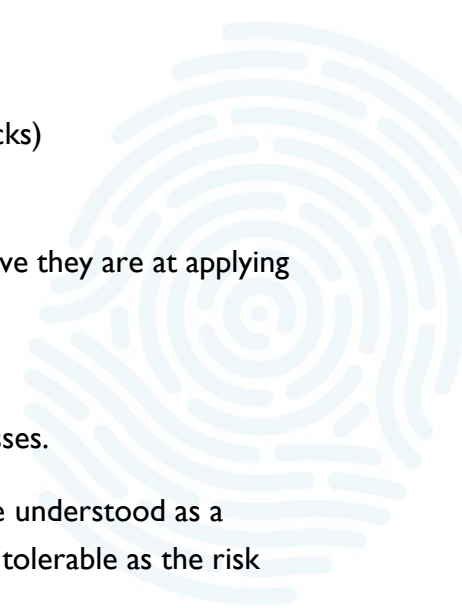 cks)
ve they are at applying
sses.
e understood as a
tolerable as the risk